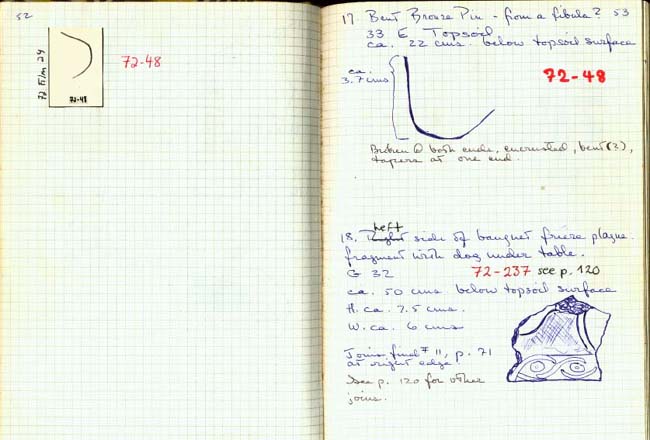 52
72 Film 29
72-48
72-48
17 Bent Bronze Pin - from a fibula? 53
33 E Topsoil
ca. 22 cms. below topsoil surface
ca.
3.7 cms
72-48
Broken @ both ends, encrusted, bent(?),
tapers at one end.
left
18. Right side of banquet frieze plaque
fragment with dog under table.
G 32
72-237 see p. 120
ca. 50 cms below topsoil surface
H. ca. 7.5 cms.
W. ca. 6 cms
Joins find # 11, p. 71
at right edge.
See p. 120 for other
joins.